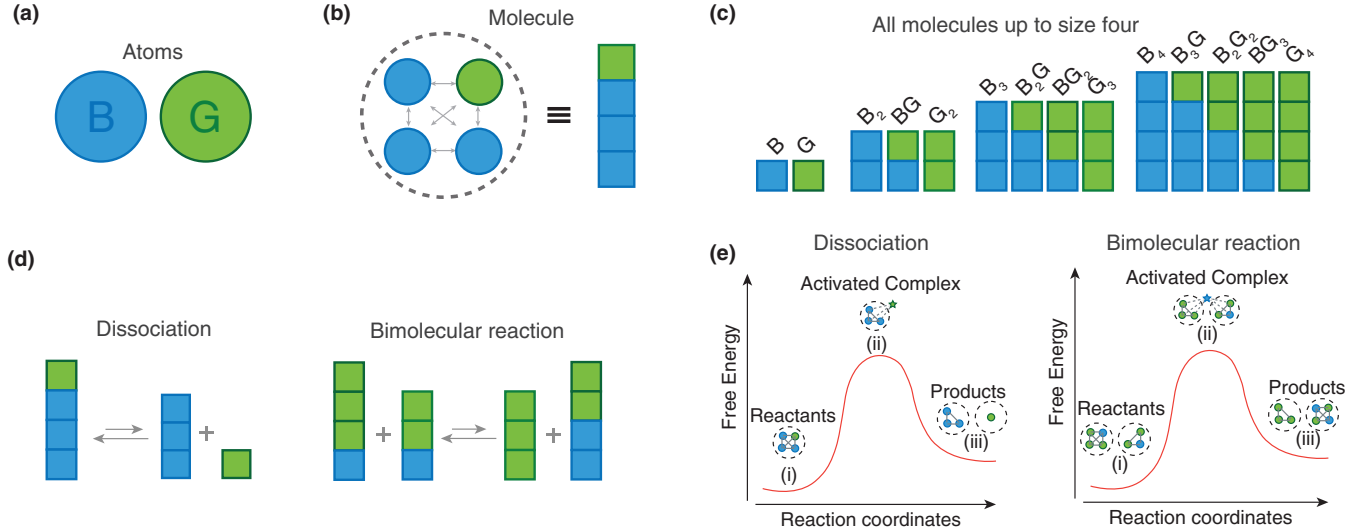 (a)
Atoms
B
G
(b)
Molecule
≡
(c)
All molecules up to size four
B G
B₂ BG G₂
B₃ B₂G BG₂ G₃
B₄ B₃G B₂G₂ BG₃ G₄
(d)
Dissociation
+
Bimolecular reaction
+ +
(e)
Dissociation
Free Energy
Activated Complex
(ii)
Reactants
(i)
Products
(iii)
Reaction coordinates
Bimolecular reaction
Free Energy
Activated Complex
(ii)
Reactants
(i)
Products
(iii)
Reaction coordinates